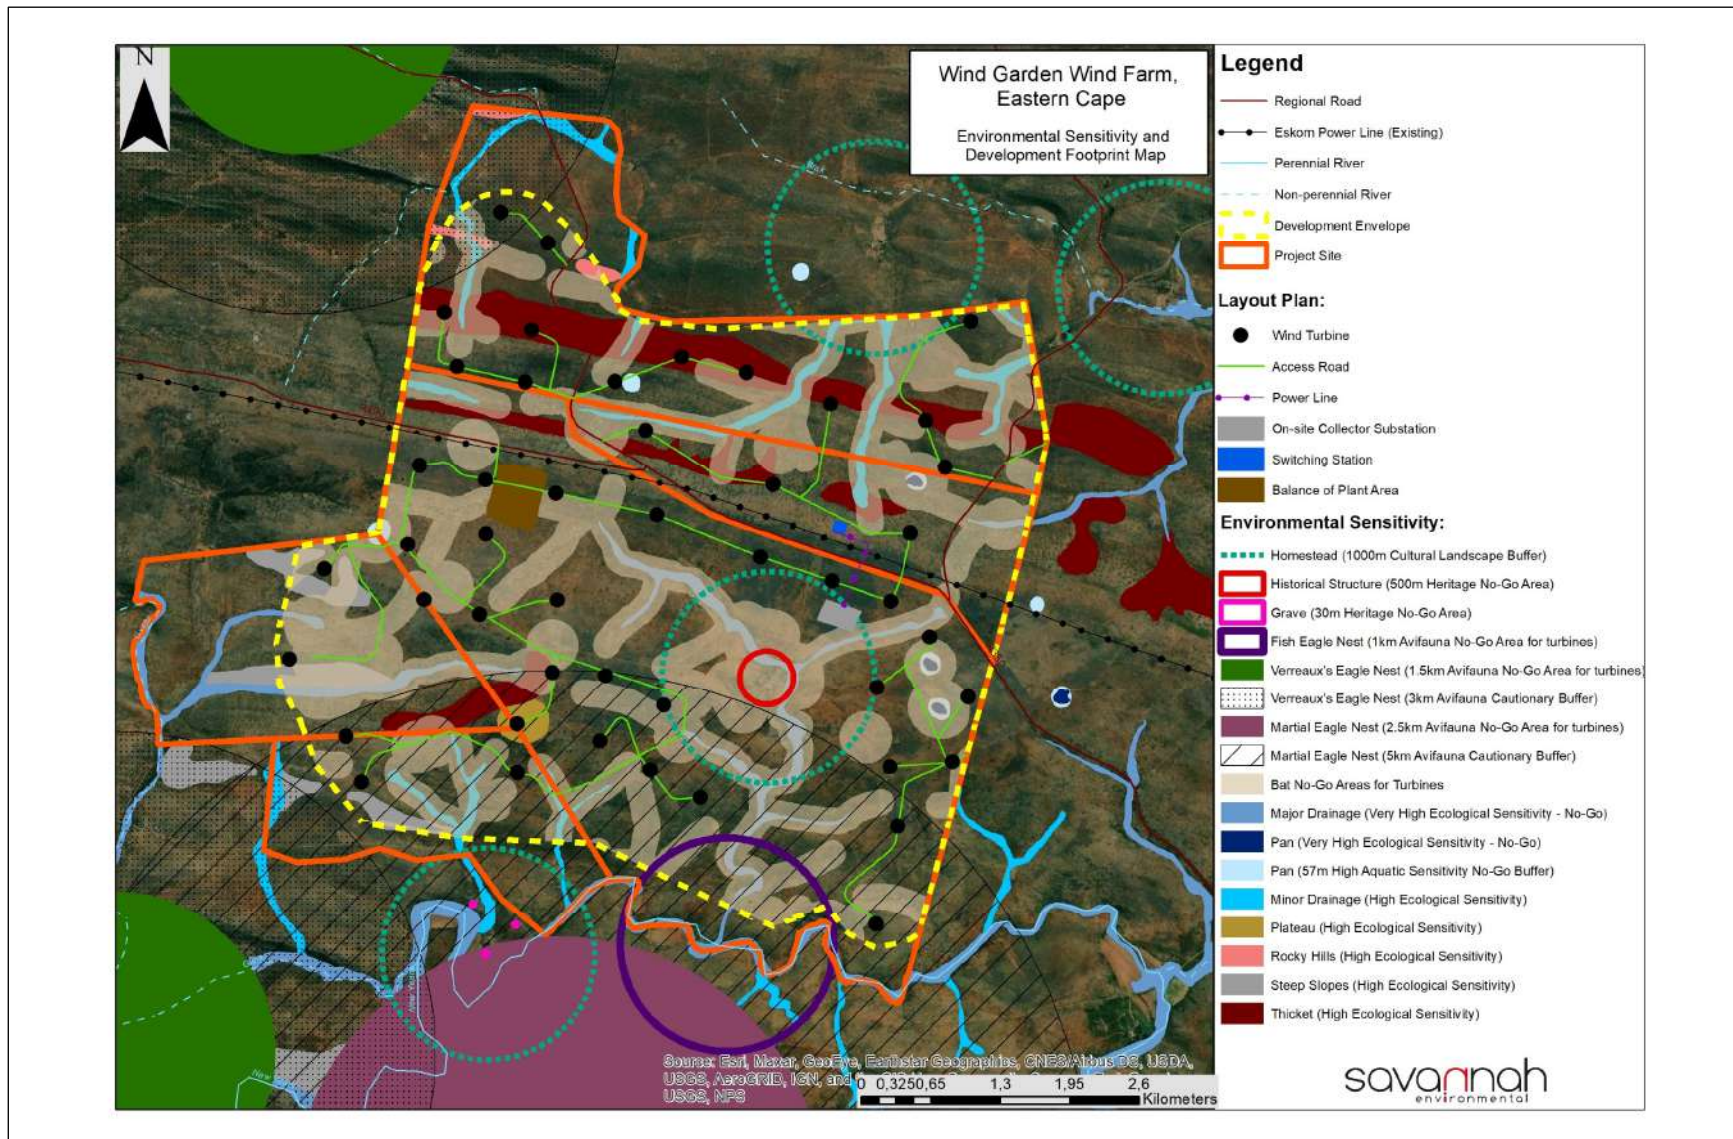 N
Wind Garden Wind Farm,
Eastern Cape
Environmental Sensitivity and
Development Footprint Map
Legend
Regional Road
Eskom Power Line (Existing)
Perennial River
Non-perennial River
Development Envelope
Project Site
Layout Plan:
Wind Turbine
Access Road
Power Line
On-site Collector Substation
Switching Station
Balance of Plant Area
Environmental Sensitivity:
Homestead (1000m Cultural Landscape Buffer)
Historical Structure (500m Heritage No-Go Area)
Grave (30m Heritage No-Go Area)
Fish Eagle Nest (1km Avifauna No-Go Area for turbines)
Verreaux's Eagle Nest (1.5km Avifauna No-Go Area for turbines)
Verreaux's Eagle Nest (3km Avifauna Cautionary Buffer)
Martial Eagle Nest (2.5km Avifauna No-Go Area for turbines)
Martial Eagle Nest (5km Avifauna Cautionary Buffer)
Bat No-Go Areas for Turbines
Major Drainage (Very High Ecological Sensitivity - No-Go)
Pan (Very High Ecological Sensitivity - No-Go)
Pan (57m High Aquatic Sensitivity No-Go Buffer)
Minor Drainage (High Ecological Sensitivity)
Plateau (High Ecological Sensitivity)
Rocky Hills (High Ecological Sensitivity)
Steep Slopes (High Ecological Sensitivity)
Thicket (High Ecological Sensitivity)
Source: Esri, Maxar, GeoEye, Earthstar Geographics, CNES/Airbus DS, USDA,
USGS, AeroGRID, IGN, and
USGS, NPS
0 0,3250,65 1,3 1,95 2,6
Kilometers
savannah
environmental